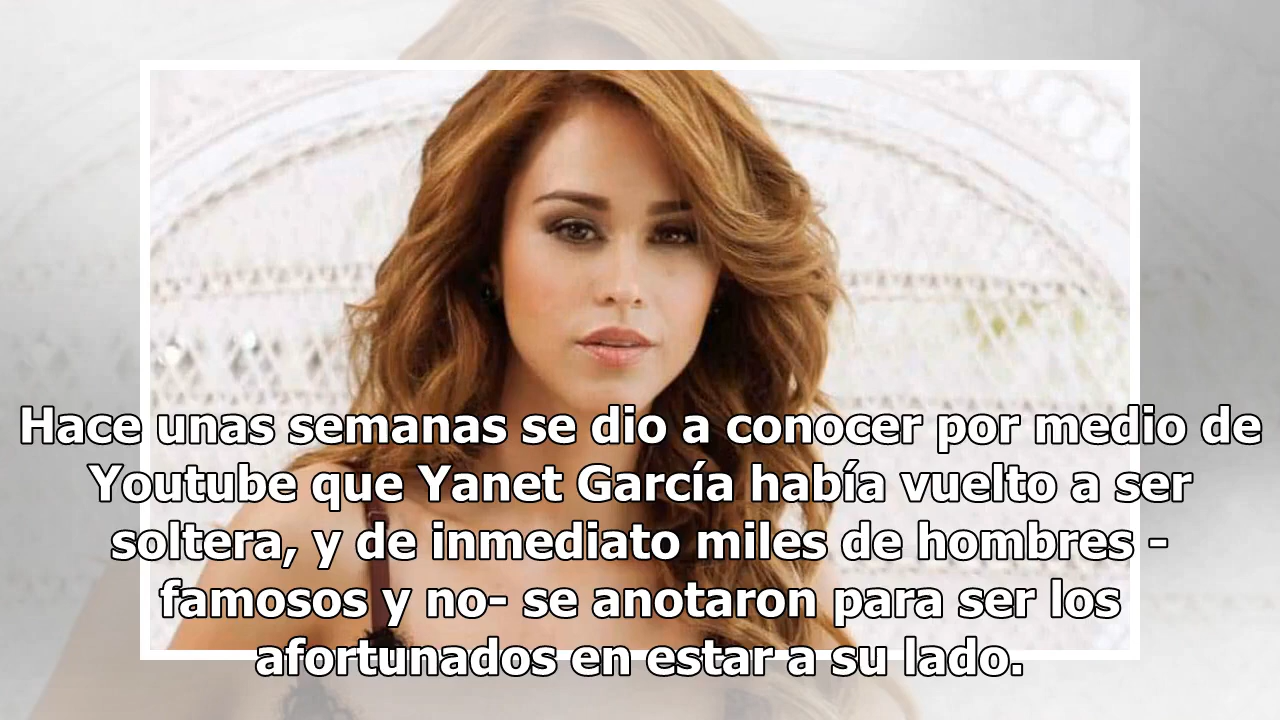 Hace unas semanas se dio a conocer por medio de
Youtube que Yanet García había vuelto a ser
soltera, y de inmediato miles de hombres -
famosos y no- se anotaron para ser los
afortunados en estar a su lado.